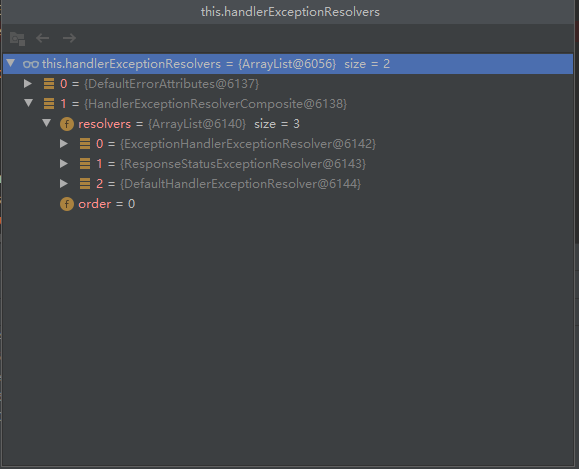 this.handlerExceptionResolvers
this.handlerExceptionResolvers = {ArrayList@6056} size = 2
0 = {DefaultErrorAttributes@6137}
1 = {HandlerExceptionResolverComposite@6138}
f resolvers = {ArrayList@6140} size = 3
0 = {ExceptionHandlerExceptionResolver@6142}
1 = {ResponseStatusExceptionResolver@6143}
2 = {DefaultHandlerExceptionResolver@6144}
f order = 0